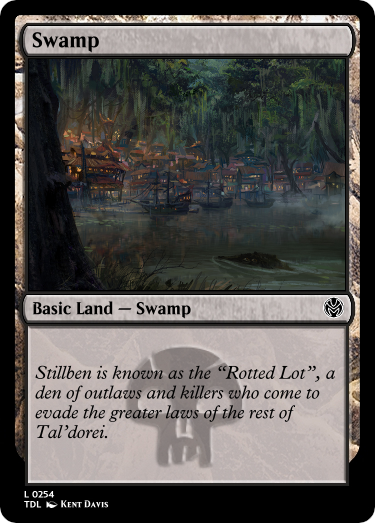 Swamp
Basic Land — Swamp
Stillben is known as the “Rotted Lot”, a
den of outlaws and killers who come to
evade the greater laws of the rest of
Tal’dorei.
L 0254
TDL Kent Davis